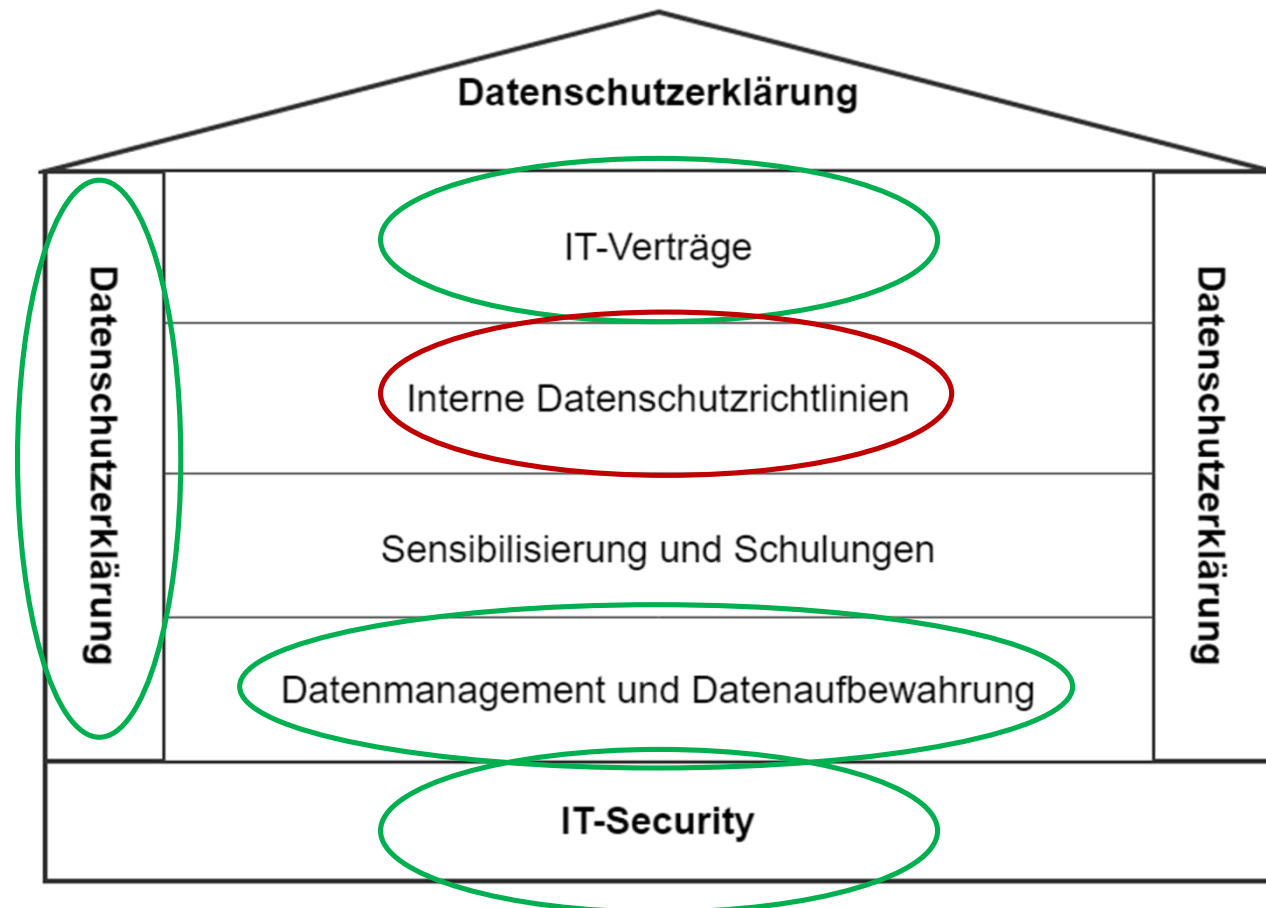 Datenschutzerklärung
IT-Verträge
Datenschutzerklärung
Interne Datenschutzrichtlinien
Sensibilisierung und Schulungen
Datenmanagement und Datenaufbewahrung
Datenschutzerklärung
IT-Security